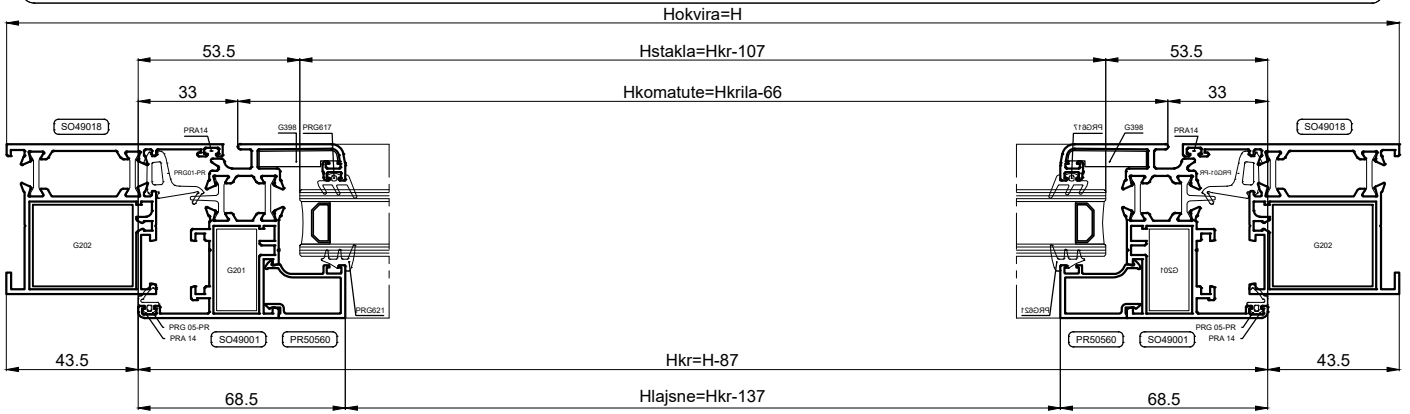 Hokvira=H
53.5
Hstakla=Hkr-107
53.5
33
Hkomatute=Hkrila-66
33
SO49018
PRA14
G398
PRG617
PRG617
G398
PRA14
SO49018
PRG01-PR
PRG01-PR
G202
G201
G201
G202
PRG 05-PR
PRA 14
SO49001
PR50560
PRG621
PRG621
PR50560
SO49001
PRG 05-PR
PRA 14
43.5
Hkr=H-87
43.5
68.5
Hlajsne=Hkr-137
68.5